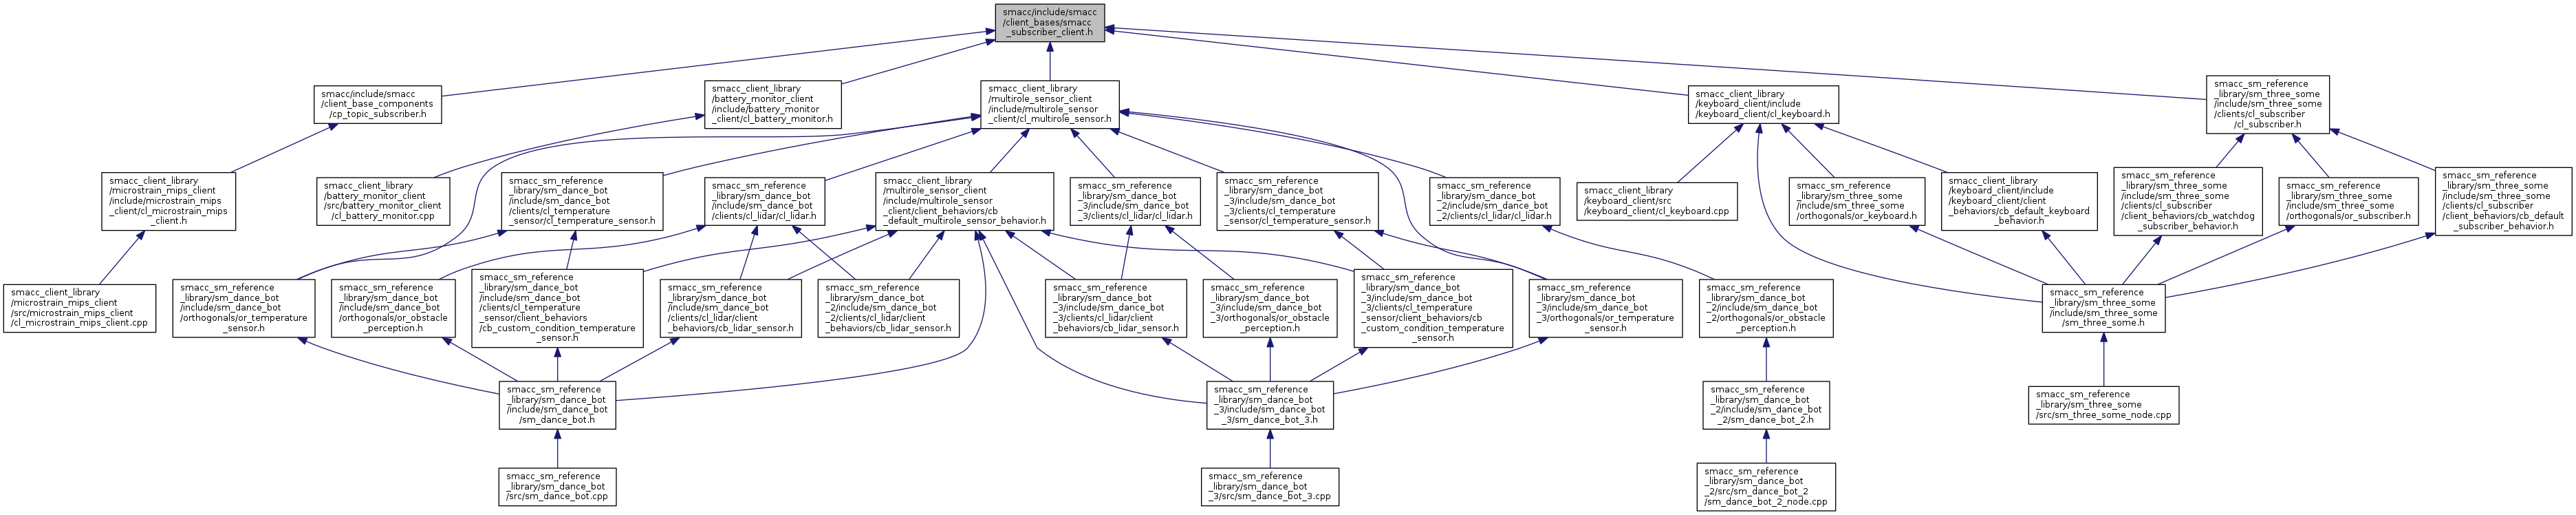 smacc/include/smacc
/client_bases/smacc
_subscriber_client.h
smacc/include/smacc
/client_base_components
/cp_topic_subscriber.h
smacc_client_library
/battery_monitor_client
/include/battery_monitor
_client/cl_battery_monitor.h
smacc_client_library
/multirole_sensor_client
/include/multirole_sensor
_client/cl_multirole_sensor.h
smacc_client_library
/keyboard_client/include
/keyboard_client/cl_keyboard.h
smacc_sm_reference
_library/sm_three_some
/include/sm_three_some
/clients/cl_subscriber
/cl_subscriber.h
smacc_client_library
/microstrain_mips_client
/include/microstrain_mips
_client/cl_microstrain_mips
_client.h
smacc_client_library
/battery_monitor_client
/src/battery_monitor_client
/cl_battery_monitor.cpp
smacc_sm_reference
_library/sm_dance_bot
/include/sm_dance_bot
/clients/cl_temperature
_sensor/cl_temperature_sensor.h
smacc_sm_reference
_library/sm_dance_bot
/include/sm_dance_bot
/clients/cl_lidar/cl_lidar.h
smacc_client_library
/multirole_sensor_client
/include/multirole_sensor
_client/client_behaviors/cb
_default_multirole_sensor_behavior.h
smacc_sm_reference
_library/sm_dance_bot
_3/include/sm_dance_bot
_3/clients/cl_lidar/cl_lidar.h
smacc_sm_reference
_library/sm_dance_bot
_3/include/sm_dance_bot
_3/clients/cl_temperature
_sensor/cl_temperature_sensor.h
smacc_sm_reference
_library/sm_dance_bot
_2/include/sm_dance_bot
_2/clients/cl_lidar/cl_lidar.h
smacc_client_library
/keyboard_client/src
/keyboard_client/cl_keyboard.cpp
smacc_sm_reference
_library/sm_three_some
/include/sm_three_some
/orthogonals/or_keyboard.h
smacc_client_library
/keyboard_client/include
/keyboard_client/client
_behaviors/cb_default_keyboard
_behavior.h
smacc_sm_reference
_library/sm_three_some
/include/sm_three_some
/clients/cl_subscriber
/client_behaviors/cb_watchdog
_subscriber_behavior.h
smacc_sm_reference
_library/sm_three_some
/include/sm_three_some
/orthogonals/or_subscriber.h
smacc_sm_reference
_library/sm_three_some
/include/sm_three_some
/clients/cl_subscriber
/client_behaviors/cb_default
_subscriber_behavior.h
smacc_client_library
/microstrain_mips_client
/src/microstrain_mips_client
/cl_microstrain_mips_client.cpp
smacc_sm_reference
_library/sm_dance_bot
/include/sm_dance_bot
/orthogonals/or_temperature
_sensor.h
smacc_sm_reference
_library/sm_dance_bot
/include/sm_dance_bot
/orthogonals/or_obstacle
_perception.h
smacc_sm_reference
_library/sm_dance_bot
/include/sm_dance_bot
/clients/cl_temperature
_sensor/client_behaviors
/cb_custom_condition_temperature
_sensor.h
smacc_sm_reference
_library/sm_dance_bot
/include/sm_dance_bot
/clients/cl_lidar/client
_behaviors/cb_lidar_sensor.h
smacc_sm_reference
_library/sm_dance_bot
_2/include/sm_dance_bot
_2/clients/cl_lidar/client
_behaviors/cb_lidar_sensor.h
smacc_sm_reference
_library/sm_dance_bot
_3/include/sm_dance_bot
_3/clients/cl_lidar/client
_behaviors/cb_lidar_sensor.h
smacc_sm_reference
_library/sm_dance_bot
_3/include/sm_dance_bot
_3/orthogonals/or_obstacle
_perception.h
smacc_sm_reference
_library/sm_dance_bot
_3/include/sm_dance_bot
_3/clients/cl_temperature
_sensor/client_behaviors/cb
_custom_condition_temperature
_sensor.h
smacc_sm_reference
_library/sm_dance_bot
_3/include/sm_dance_bot
_3/orthogonals/or_temperature
_sensor.h
smacc_sm_reference
_library/sm_dance_bot
_2/include/sm_dance_bot
_2/orthogonals/or_obstacle
_perception.h
smacc_sm_reference
_library/sm_three_some
/include/sm_three_some
/sm_three_some.h
smacc_sm_reference
_library/sm_dance_bot
/include/sm_dance_bot
/sm_dance_bot.h
smacc_sm_reference
_library/sm_dance_bot
_3/include/sm_dance_bot
_3/sm_dance_bot_3.h
smacc_sm_reference
_library/sm_dance_bot
_2/include/sm_dance_bot
_2/sm_dance_bot_2.h
smacc_sm_reference
_library/sm_three_some
/src/sm_three_some_node.cpp
smacc_sm_reference
_library/sm_dance_bot
/src/sm_dance_bot.cpp
smacc_sm_reference
_library/sm_dance_bot
_3/src/sm_dance_bot_3.cpp
smacc_sm_reference
_library/sm_dance_bot
_2/src/sm_dance_bot_2
/sm_dance_bot_2_node.cpp